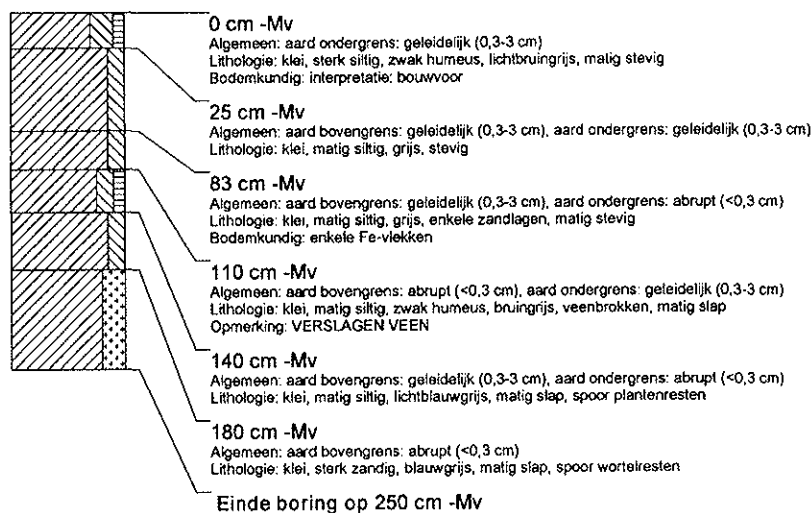 0 cm -Mv
Algemeen: aard ondergrens: geleidelijk (0,3-3 cm)
Lithologie: klei, sterk siltig, zwak humeus, lichtbruingrijs, matig stevig
Bodemkundig: interpretatie: bouwvoor
25 cm -Mv
Algemeen: aard bovengrens: geleidelijk (0,3-3 cm), aard ondergrens: geleidelijk (0,3-3 cm)
Lithologie: klei, matig siltig, grijs, stevig
83 cm -Mv
Algemeen: aard bovengrens: geleidelijk (0,3-3 cm), aard ondergrens: abrupt (<0,3 cm)
Lithologie: klei, matig siltig, grijs, enkele zandlagen, matig stevig
Bodemkundig: enkele Fe-vlekken
110 cm -Mv
Algemeen: aard bovengrens: abrupt (<0,3 cm), aard ondergrens: geleidelijk (0,3-3 cm)
Lithologie: klei, matig siltig, zwak humeus, bruingrijs, veenbrokken, matig slap
Opmerking: VERSLAGEN VEEN
140 cm -Mv
Algemeen: aard bovengrens: geleidelijk (0,3-3 cm), aard ondergrens: abrupt (<0,3 cm)
Lithologie: klei, matig siltig, lichtblauwgrijs, matig slap, spoor plantenresten
180 cm -Mv
Algemeen: aard bovengrens: abrupt (<0,3 cm)
Lithologie: klei, sterk zandig, blauwgrijs, matig slap, spoor wortelresten
Einde boring op 250 cm -Mv